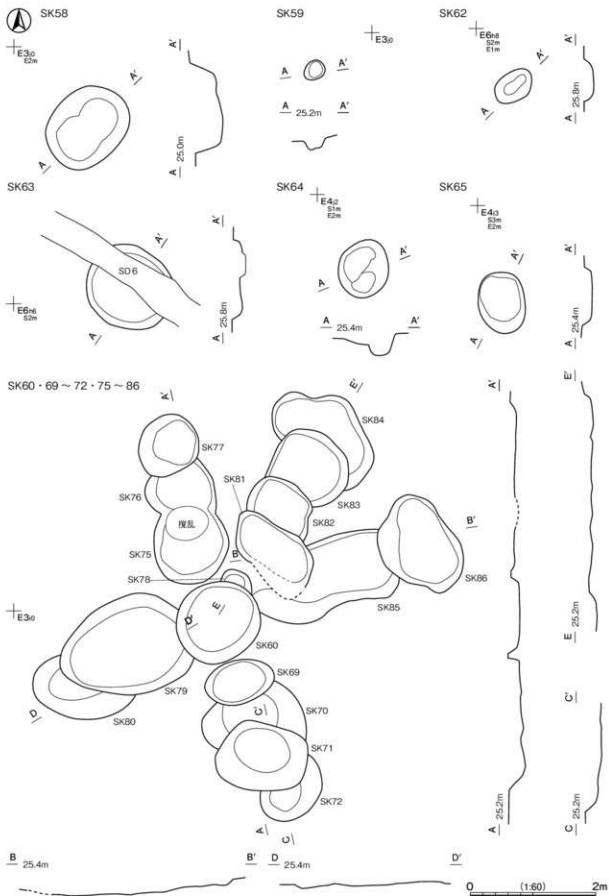 SK58
E3j0
E2m
A'
A
A'
A
25.0m
SK59
E3j0
A
A'
A 25.2m
A'
SK62
E6h8
S2m
E1m
A'
A
A'
A
25.8m
SK63
SD6
E6h6
S2m
A'
A
A'
A
25.8m
SK64
E4j2
S1m
E2m
A
A'
A 25.4m
A'
SK65
E4j3
S3m
E2m
A'
A
A'
A
25.4m
SK60・69～72・75～86
A'
SK77
SK76
撹乱
SK75
SK78
E'
SK84
SK83
SK81
SK82
B
B'
SK86
SK85
E3i0
D'
E
SK60
SK79
SK80
D
SK69
SK70
C'
SK71
SK72
A
C
A'
A
25.2m
E'
E
25.2m
C'
C
25.2m
B 25.4m
B'
D 25.4m
D'
0 (1:60) 2m